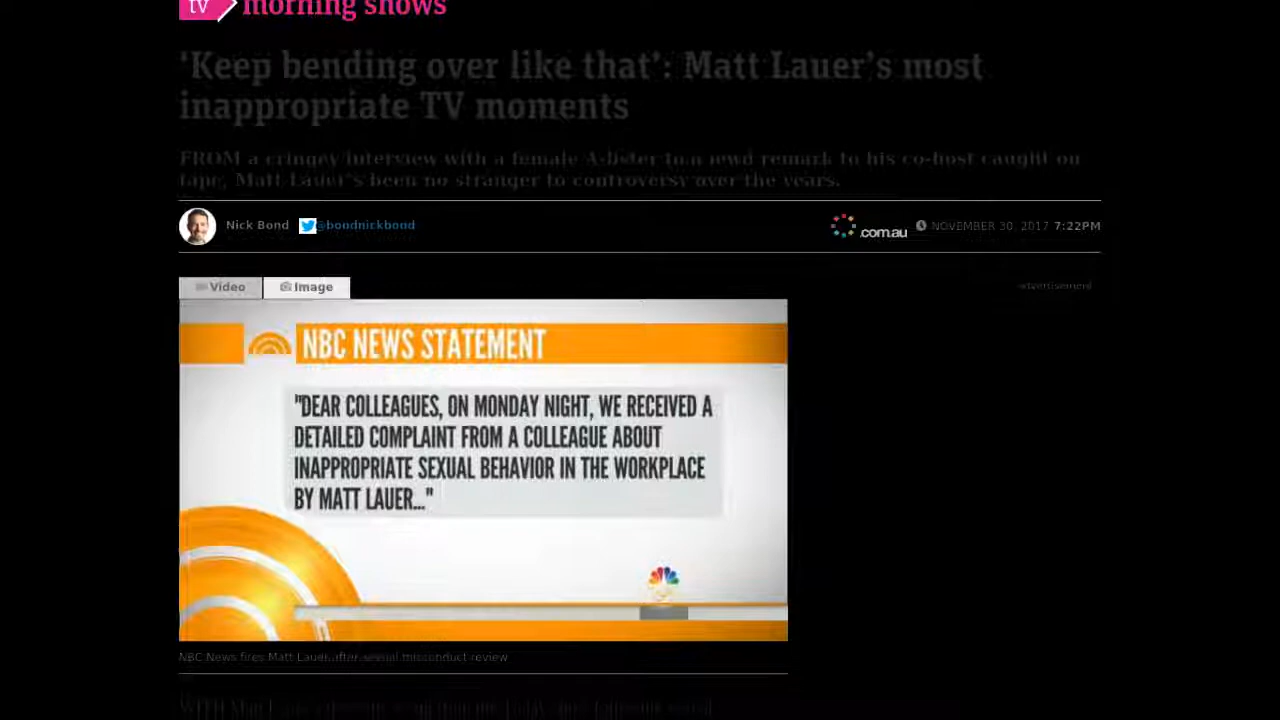 tv morning shows
'Keep bending over like that': Matt Lauer's most
inappropriate TV moments
FROM a cringey interview with a female A-lister to a lewd remark to his co-host caught on
tape, Matt Lauer's been no stranger to controversy over the years.
Nick Bond @bondnickbond .com.au NOVEMBER 30, 2017 7:22PM
Video Image advertisement
NBC NEWS STATEMENT
"DEAR COLLEAGUES, ON MONDAY NIGHT, WE RECEIVED A
DETAILED COMPLAINT FROM A COLLEAGUE ABOUT
INAPPROPRIATE SEXUAL BEHAVIOR IN THE WORKPLACE
BY MATT LAUER..."
NBC News fires Matt Lauer after sexual misconduct review